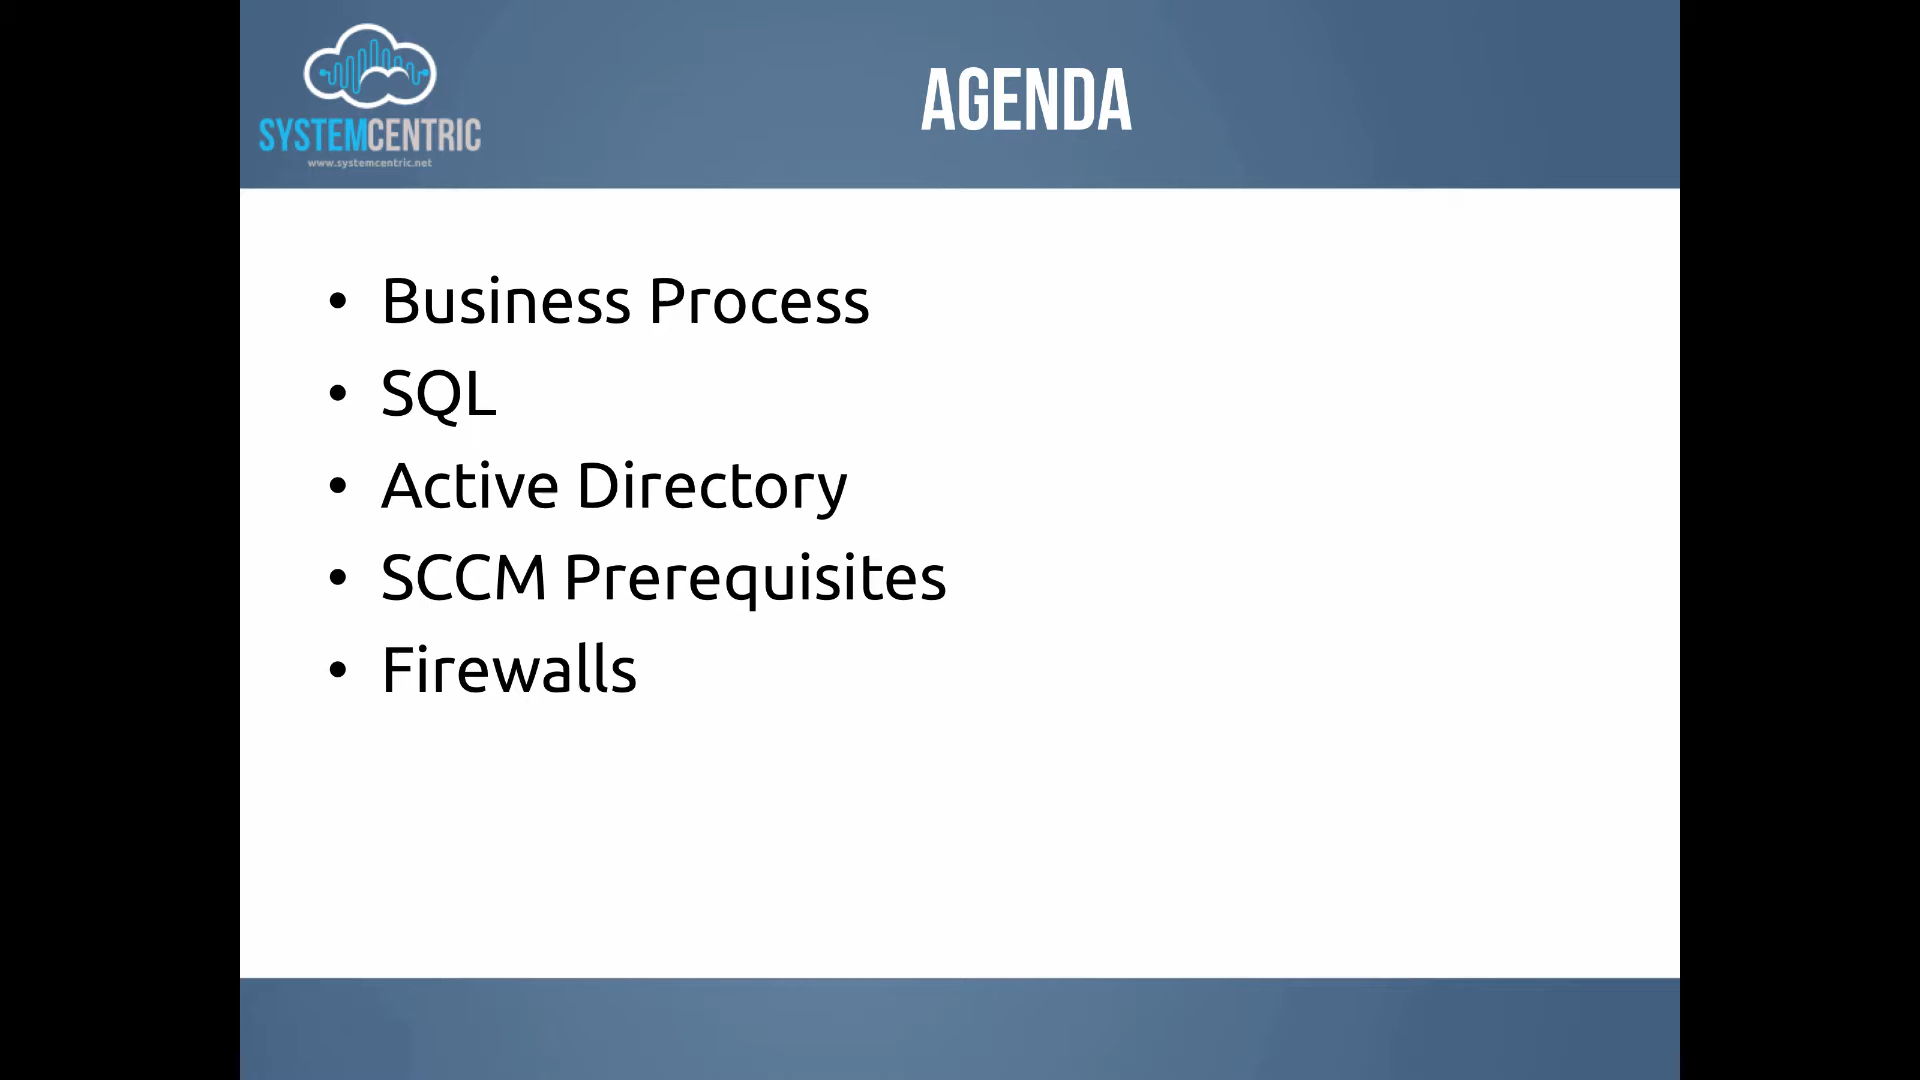 SYSTEMCENTRIC
www.systemcentric.net
AGENDA
• Business Process
• SQL
• Active Directory
• SCCM Prerequisites
• Firewalls